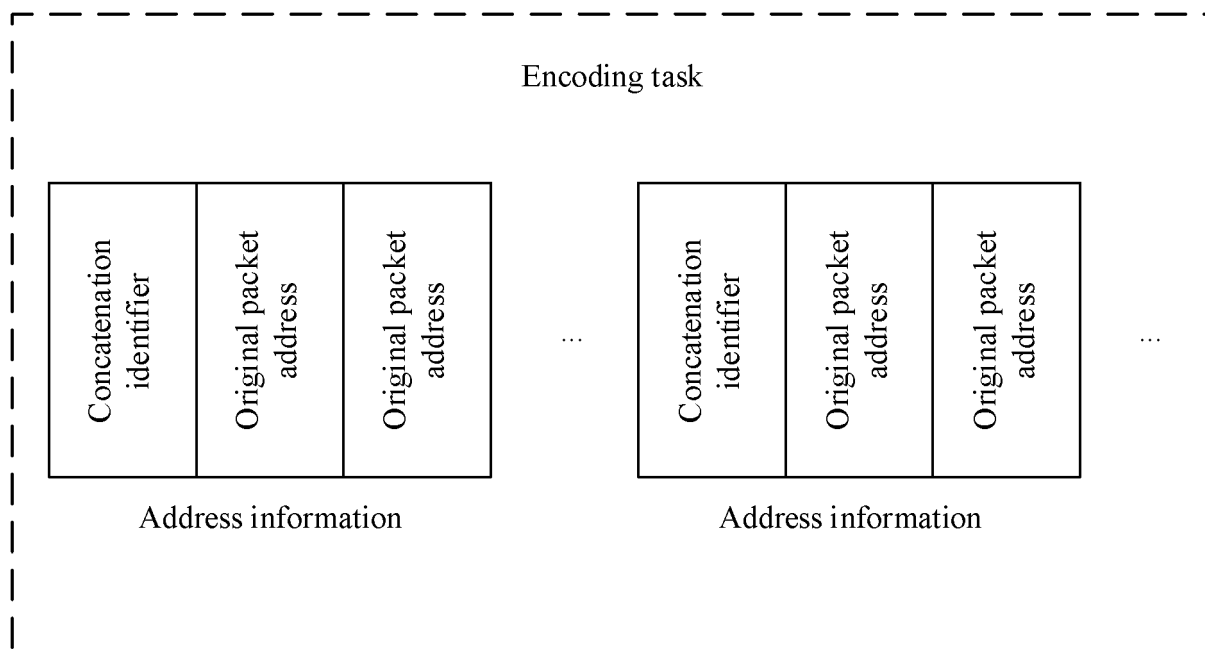 Encoding task
Concatenation
identifier
Original packet
address
Original packet
address
...
Concatenation
identifier
Original packet
address
Original packet
address
...
Address information
Address information